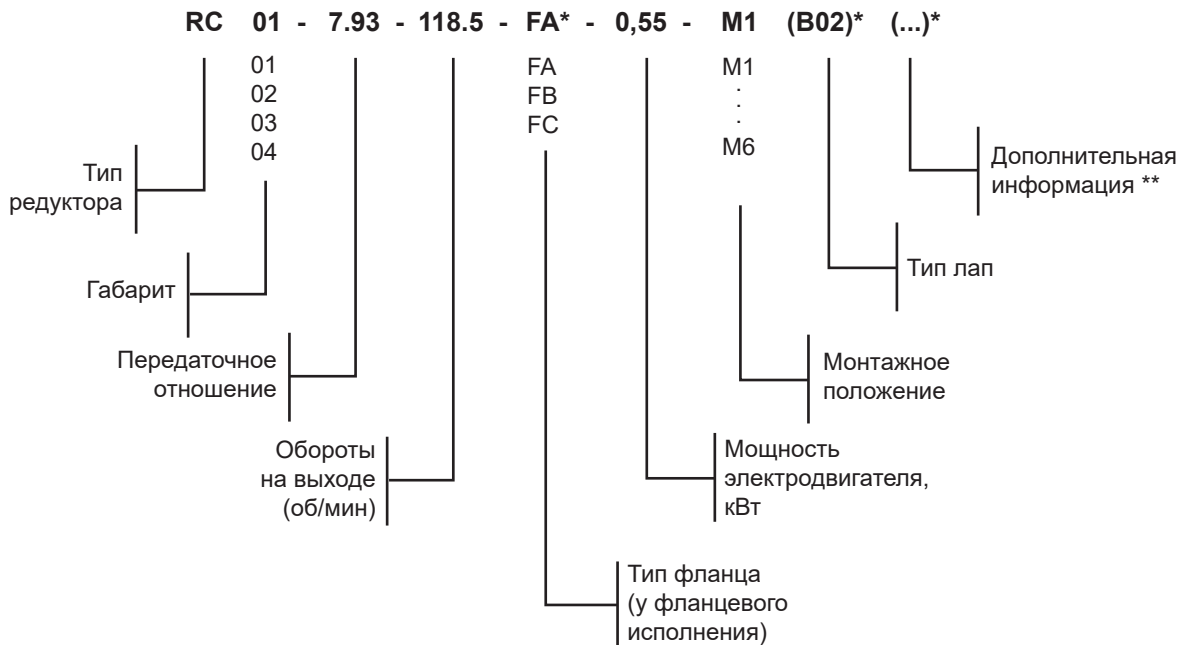 RC 01 - 7.93 - 118.5 - FA* - 0,55 - M1 (B02)* (...)*
01
02
03
04
FA
FB
FC
M1
.
.
.
M6
Тип
редуктора
Дополнительная
информация **
Габарит
Тип лап
Передаточное
отношение
Монтажное
положение
Обороты
на выходе
(об/мин)
Мощность
электродвигателя,
кВт
Тип фланца
(у фланцевого
исполнения)